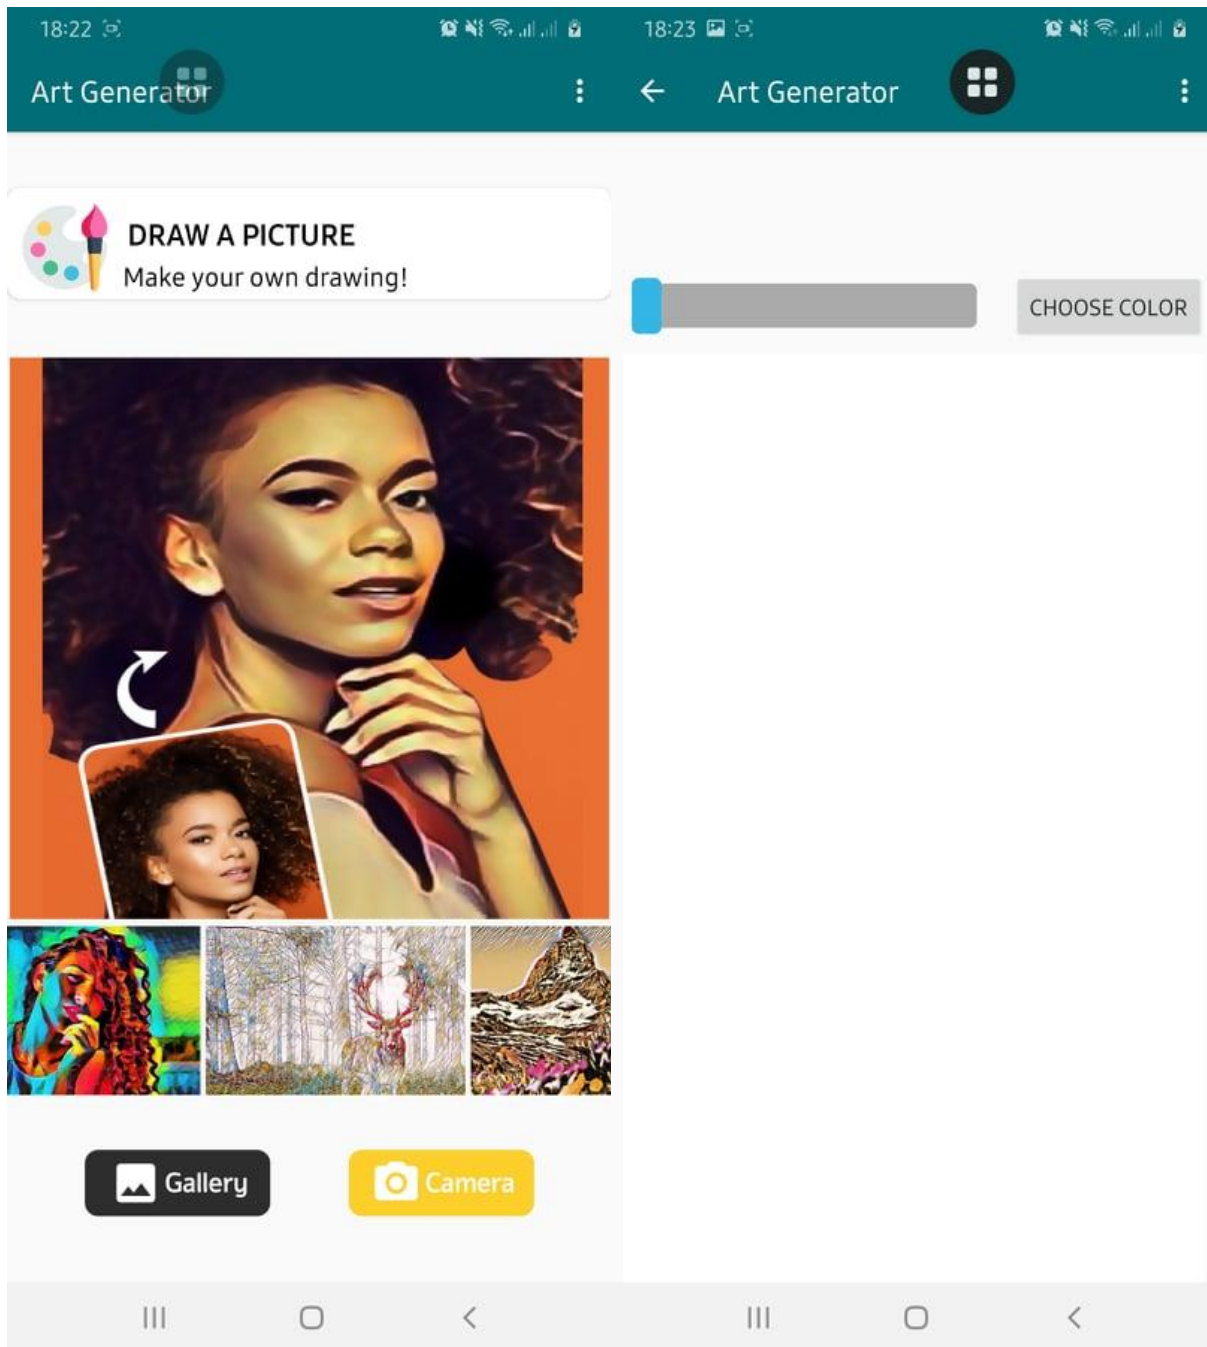 18:22
Art Generator
DRAW A PICTURE
Make your own drawing!
Gallery
Camera
18:23
Art Generator
CHOOSE COLOR